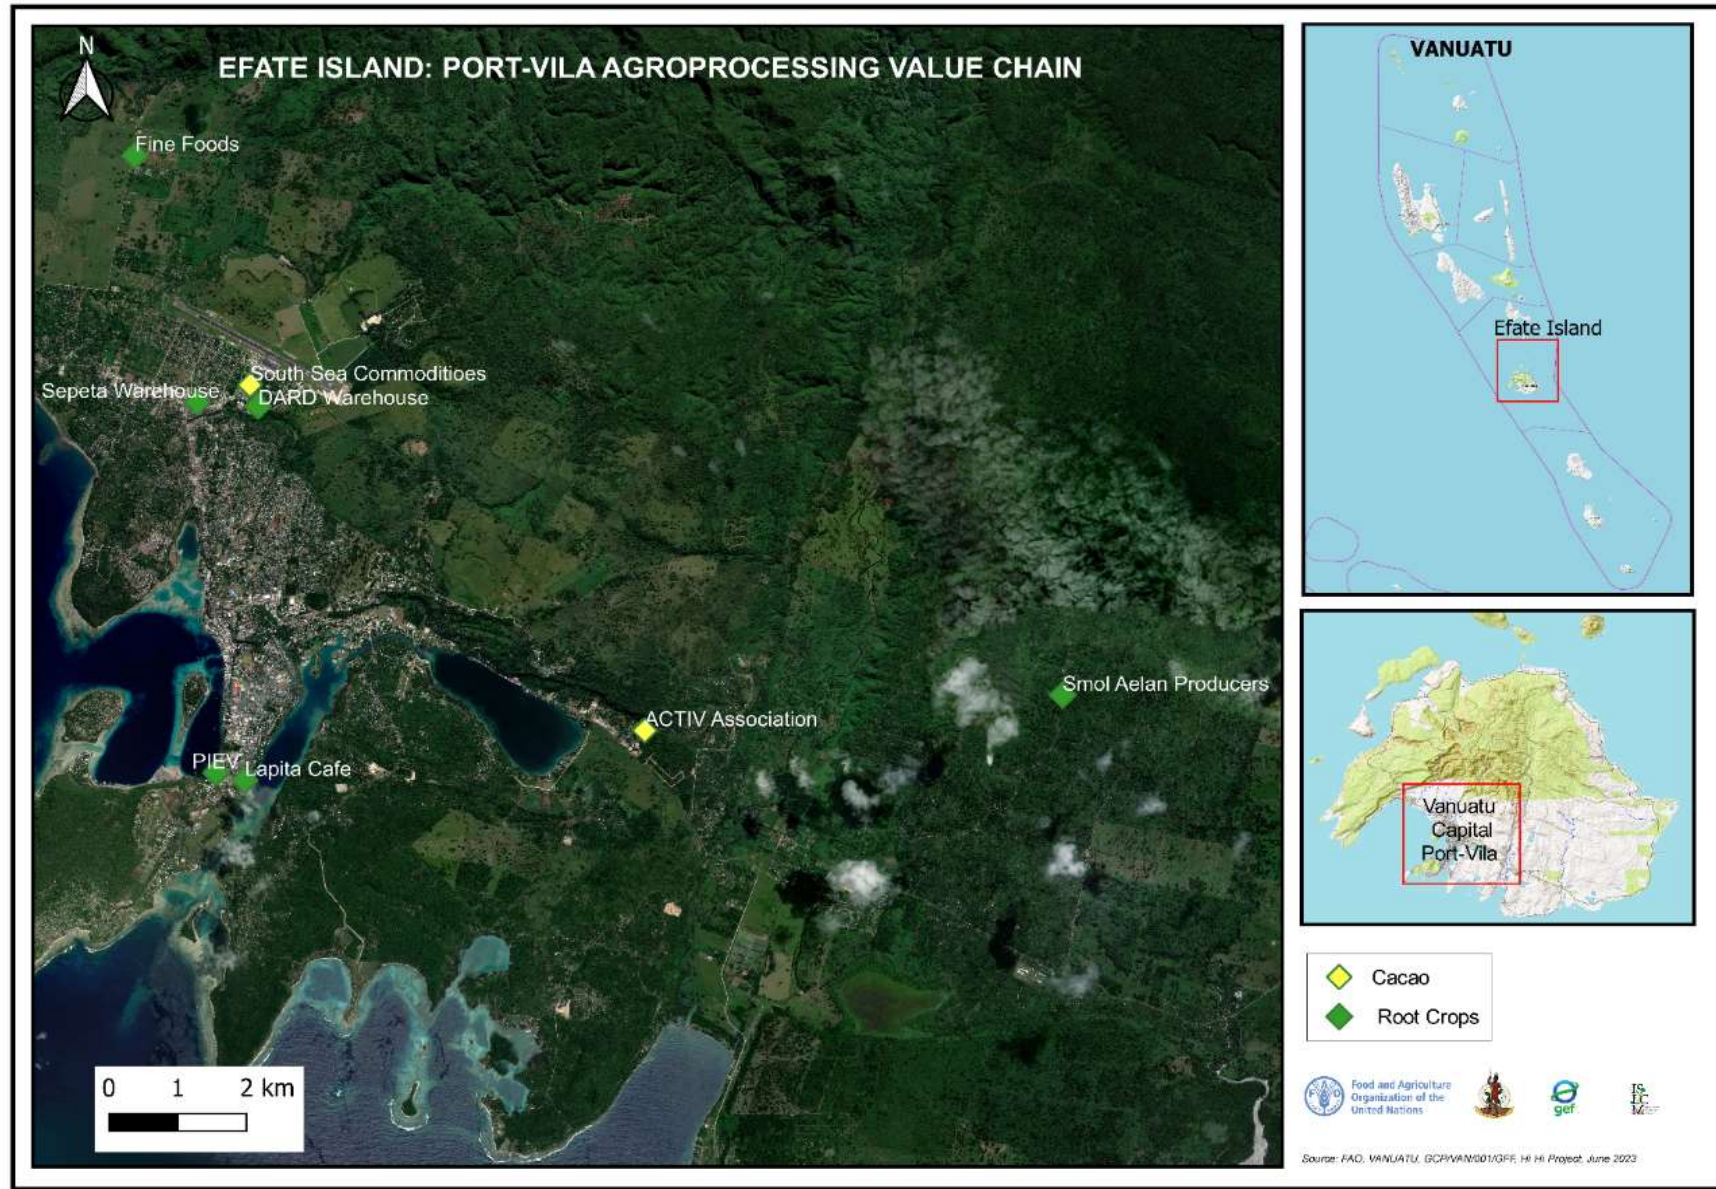 N
EFATE ISLAND: PORT-VILA AGROPROCESSING VALUE CHAIN
Fine Foods
South Sea Commoditioes
Sepeta Warehouse
DARD Warehouse
Smol Aelan Producers
ACTIV Association
PIEV
Lapita Cafe
0 1 2 km
VANUATU
Efate Island
Vanuatu
Capital
Port-Vila
Cacao
Root Crops
FAO
Food and Agriculture
Organization of the
United Nations
gef
Source: FAO, VANUATU, GCP/VAN/001/GFF, Hi Hi Project, June 2023